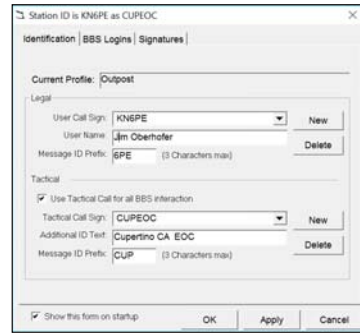 Station ID is KN6PE as CUPEOC
Identification BBS Logins Signatures
Current Profile: Outpost
Legal
User Call Sign: KN6PE New
User Name: Jim Oberhofer Delete
Message ID Prefix: 6PE (3 Characters max)
Tactical
Use Tactical Call for all BBS interaction
Tactical Call Sign: CUPEOC New
Additional ID Text: Cupertino CA EOC Delete
Message ID Prefix: CUP (3 Characters max)
Show this form on startup OK Apply Cancel